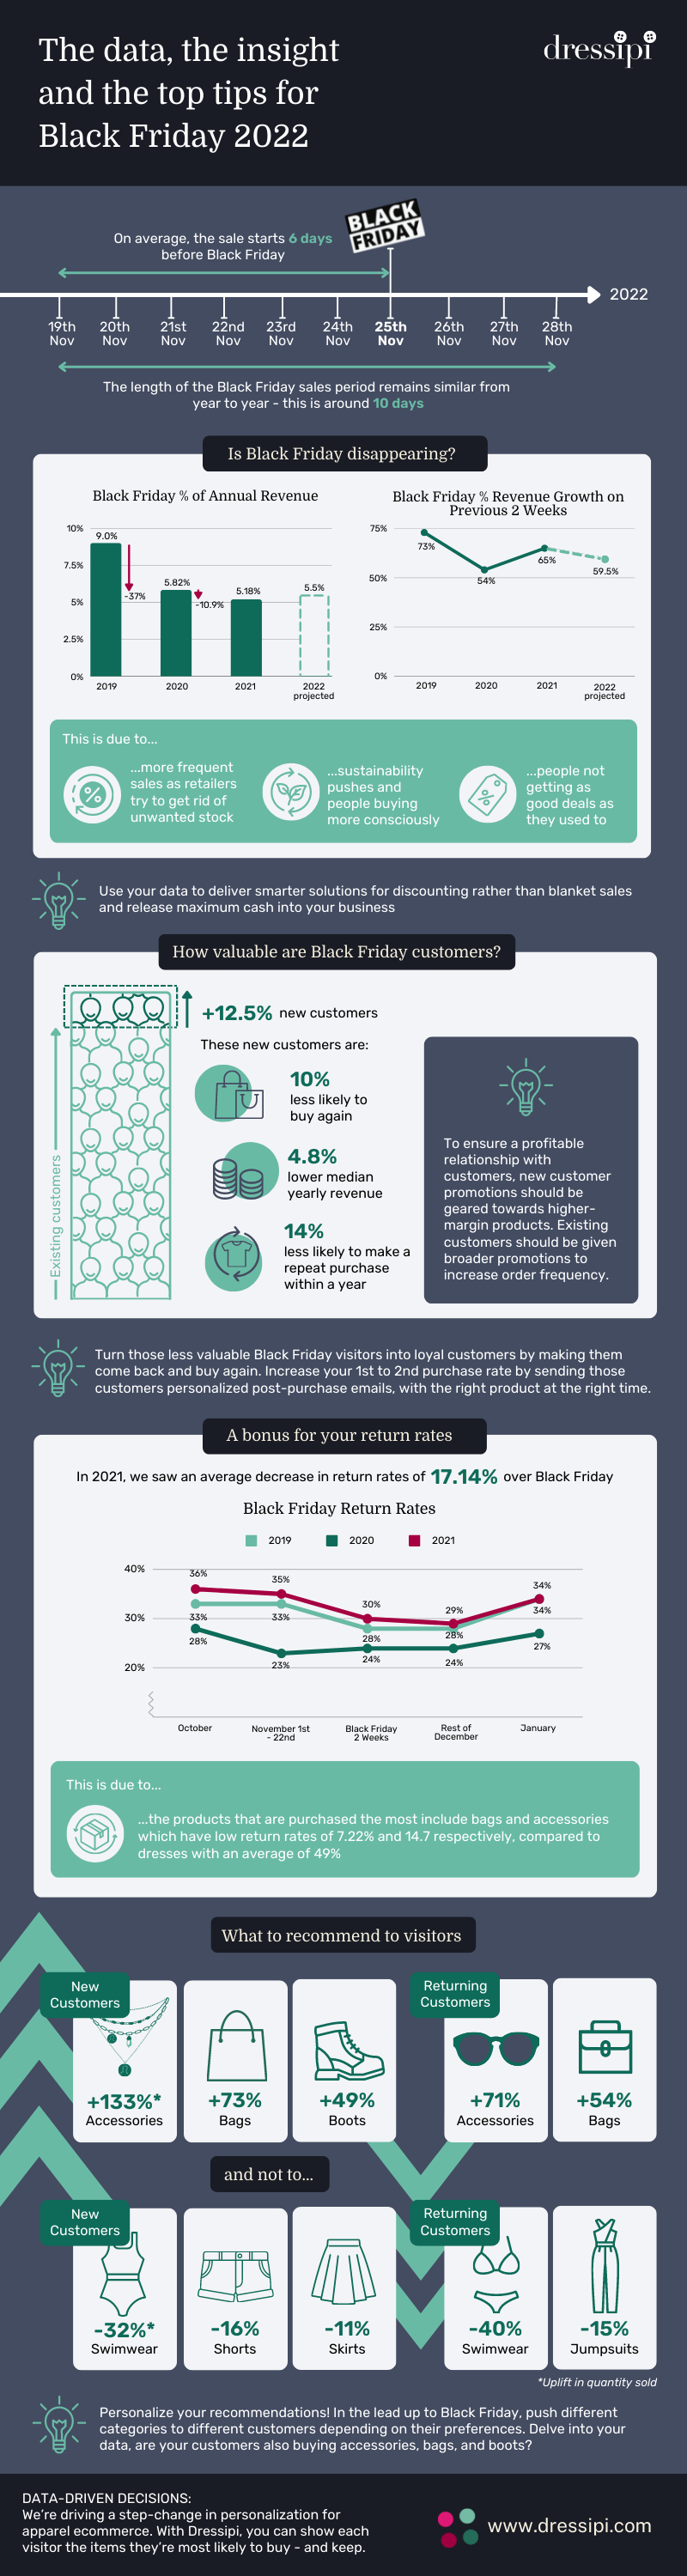 The data, the insight
and the top tips for
Black Friday 2022
dressipi
BLACK
FRIDAY
On average, the sale starts 6 days
before Black Friday
2022
19th
Nov
20th
Nov
21st
Nov
22nd
Nov
23rd
Nov
24th
Nov
25th
Nov
26th
Nov
27th
Nov
28th
Nov
The length of the Black Friday sales period remains similar from
year to year - this is around 10 days
Is Black Friday disappearing?
Black Friday % of Annual Revenue
10%
7.5%
5%
2.5%
0%
9.0%
-37%
5.82%
-10.9%
5.18%
5.5%
2019
2020
2021
2022
projected
Black Friday % Revenue Growth on
Previous 2 Weeks
75%
50%
25%
0%
73%
54%
65%
59.5%
2019
2020
2021
2022
projected
This is due to...
...more frequent
sales as retailers
try to get rid of
unwanted stock
...sustainability
pushes and
people buying
more consciously
...people not
getting as
good deals as
they used to
Use your data to deliver smarter solutions for discounting rather than blanket sales
and release maximum cash into your business
How valuable are Black Friday customers?
Existing customers
+12.5% new customers
These new customers are:
10%
less likely to
buy again
4.8%
lower median
yearly revenue
14%
less likely to make a
repeat purchase
within a year
To ensure a profitable
relationship with
customers, new customer
promotions should be
geared towards higher-
margin products. Existing
customers should be given
broader promotions to
increase order frequency.
Turn those less valuable Black Friday visitors into loyal customers by making them
come back and buy again. Increase your 1st to 2nd purchase rate by sending those
customers personalized post-purchase emails, with the right product at the right time.
A bonus for your return rates
In 2021, we saw an average decrease in return rates of 17.14% over Black Friday
Black Friday Return Rates
2019
2020
2021
40%
30%
20%
36%
35%
30%
29%
34%
33%
33%
28%
28%
34%
28%
23%
24%
24%
27%
October
November 1st
- 22nd
Black Friday
2 Weeks
Rest of
December
January
This is due to...
...the products that are purchased the most include bags and accessories
which have low return rates of 7.22% and 14.7 respectively, compared to
dresses with an average of 49%
What to recommend to visitors
New
Customers
+133%*
Accessories
+73%
Bags
+49%
Boots
Returning
Customers
+71%
Accessories
+54%
Bags
and not to...
New
Customers
-32%*
Swimwear
-16%
Shorts
-11%
Skirts
Returning
Customers
-40%
Swimwear
-15%
Jumpsuits
*Uplift in quantity sold
Personalize your recommendations! In the lead up to Black Friday, push different
categories to different customers depending on their preferences. Delve into your
data, are your customers also buying accessories, bags, and boots?
DATA-DRIVEN DECISIONS:
We're driving a step-change in personalization for
apparel ecommerce. With Dressipi, you can show each
visitor the items they're most likely to buy - and keep.
www.dressipi.com